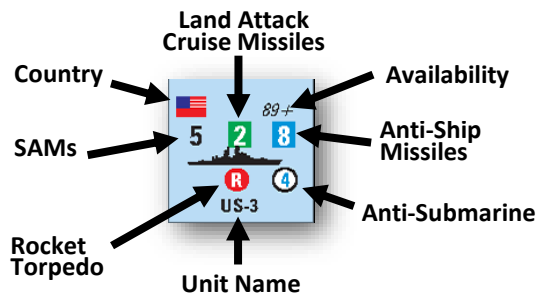 Land Attack
Cruise Missiles
Country
Availability
89+
5 2 8
SAMs
Anti-Ship
Missiles
R 4
US-3
Anti-Submarine
Rocket
Torpedo
Unit Name